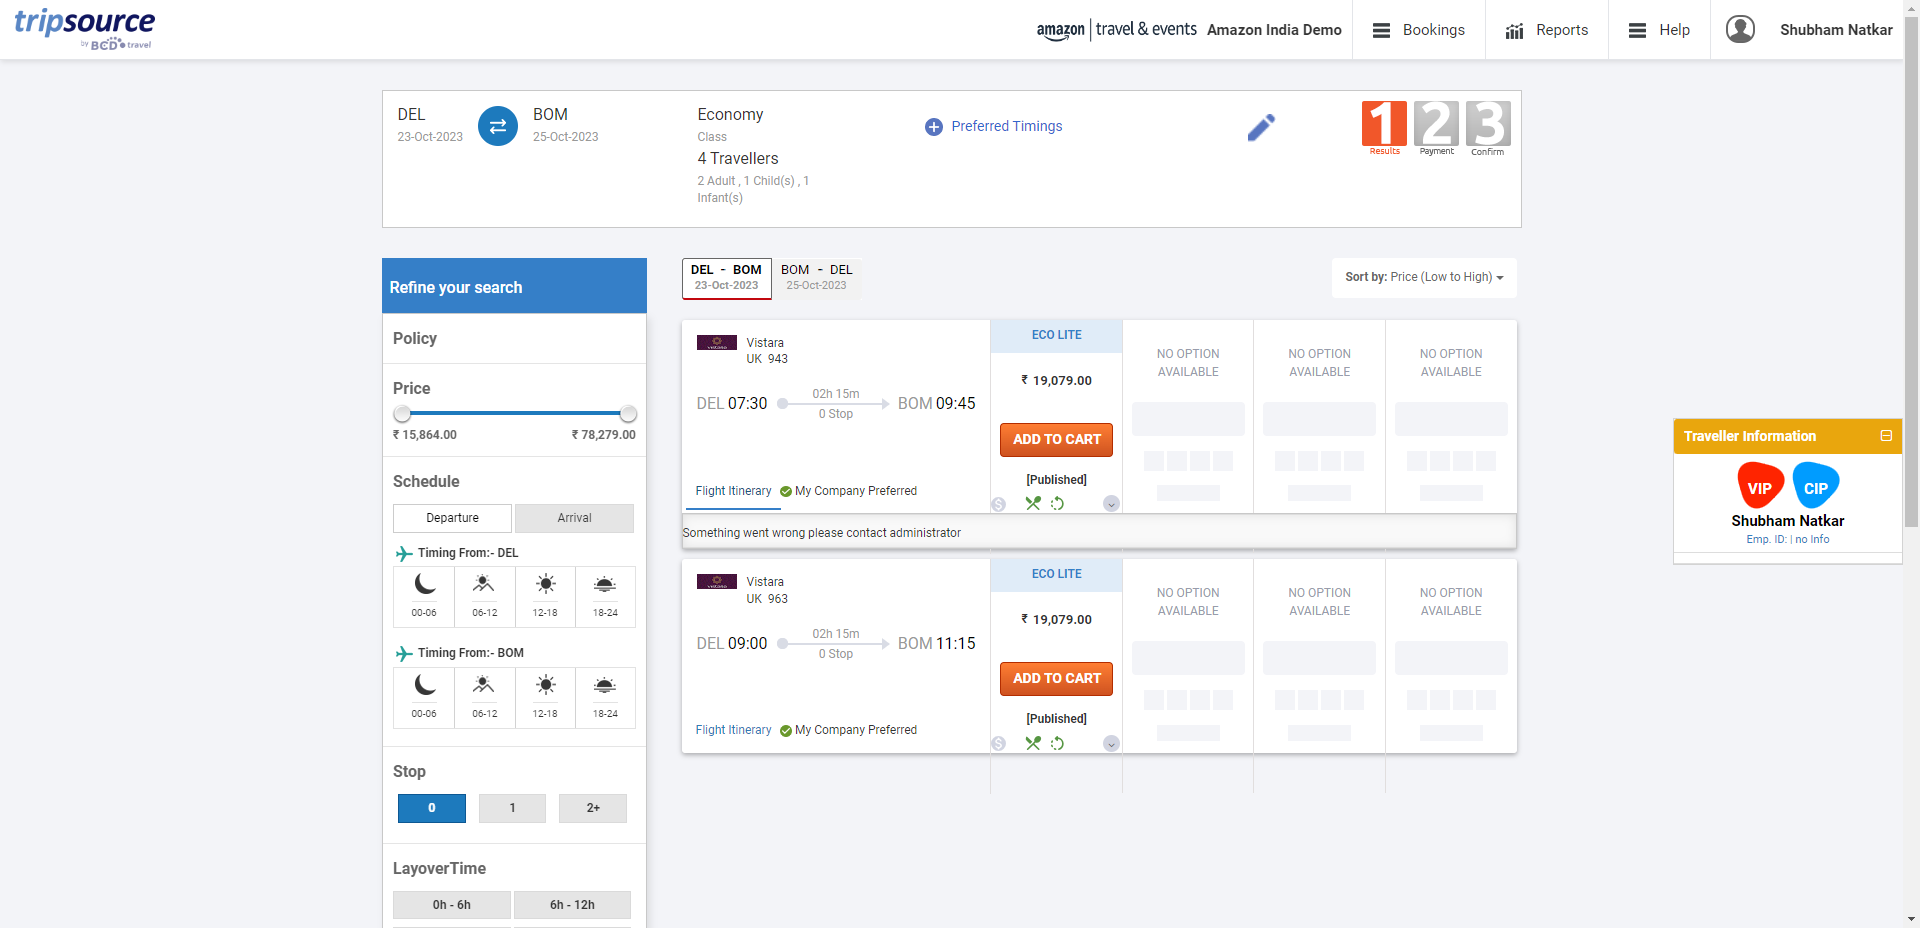 tripsource
by BCD travel
amazon travel & events Amazon India Demo
Bookings
Reports
Help
Shubham Natkar
DEL
23-Oct-2023
BOM
25-Oct-2023
Economy
Class
4 Travellers
2 Adult , 1 Child(s) , 1
Infant(s)
Preferred Timings
1 2 3
Results Payment Confirm
Refine your search
Policy
Price
₹ 15,864.00 ₹ 78,279.00
Schedule
Departure Arrival
Timing From:- DEL
00-06 06-12 12-18 18-24
Timing From:- BOM
00-06 06-12 12-18 18-24
Stop
0 1 2+
LayoverTime
0h - 6h 6h - 12h
DEL - BOM
23-Oct-2023
BOM - DEL
25-Oct-2023
Sort by: Price (Low to High)
Vistara
UK 943
DEL 07:30
02h 15m
0 Stop
BOM 09:45
Flight Itinerary My Company Preferred
ECO LITE
₹ 19,079.00
ADD TO CART
[Published]
NO OPTION
AVAILABLE
NO OPTION
AVAILABLE
NO OPTION
AVAILABLE
Something went wrong please contact administrator
Vistara
UK 963
DEL 09:00
02h 15m
0 Stop
BOM 11:15
Flight Itinerary My Company Preferred
ECO LITE
₹ 19,079.00
ADD TO CART
[Published]
NO OPTION
AVAILABLE
NO OPTION
AVAILABLE
NO OPTION
AVAILABLE
Traveller Information
VIP CIP
Shubham Natkar
Emp. ID: | no Info